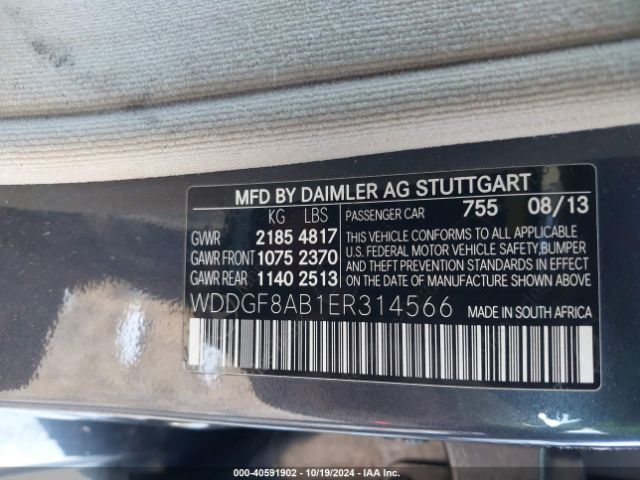 MFD BY DAIMLER AG STUTTGART
KG LBS PASSENGER CAR 755 08/13
GVWR 2185 4817
GAWR FRONT 1075 2370
GAWR REAR 1140 2513
THIS VEHICLE CONFORMS TO ALL APPLICABLE
U.S. FEDERAL MOTOR VEHICLE SAFETY, BUMPER
AND THEFT PREVENTION STANDARDS IN EFFECT
ON THE DATE OF MANUFACTURE SHOWN ABOVE
WDDGF8AB1ER314566 MADE IN SOUTH AFRICA
000-40591902 | 10/19/2024 | IAA Inc.